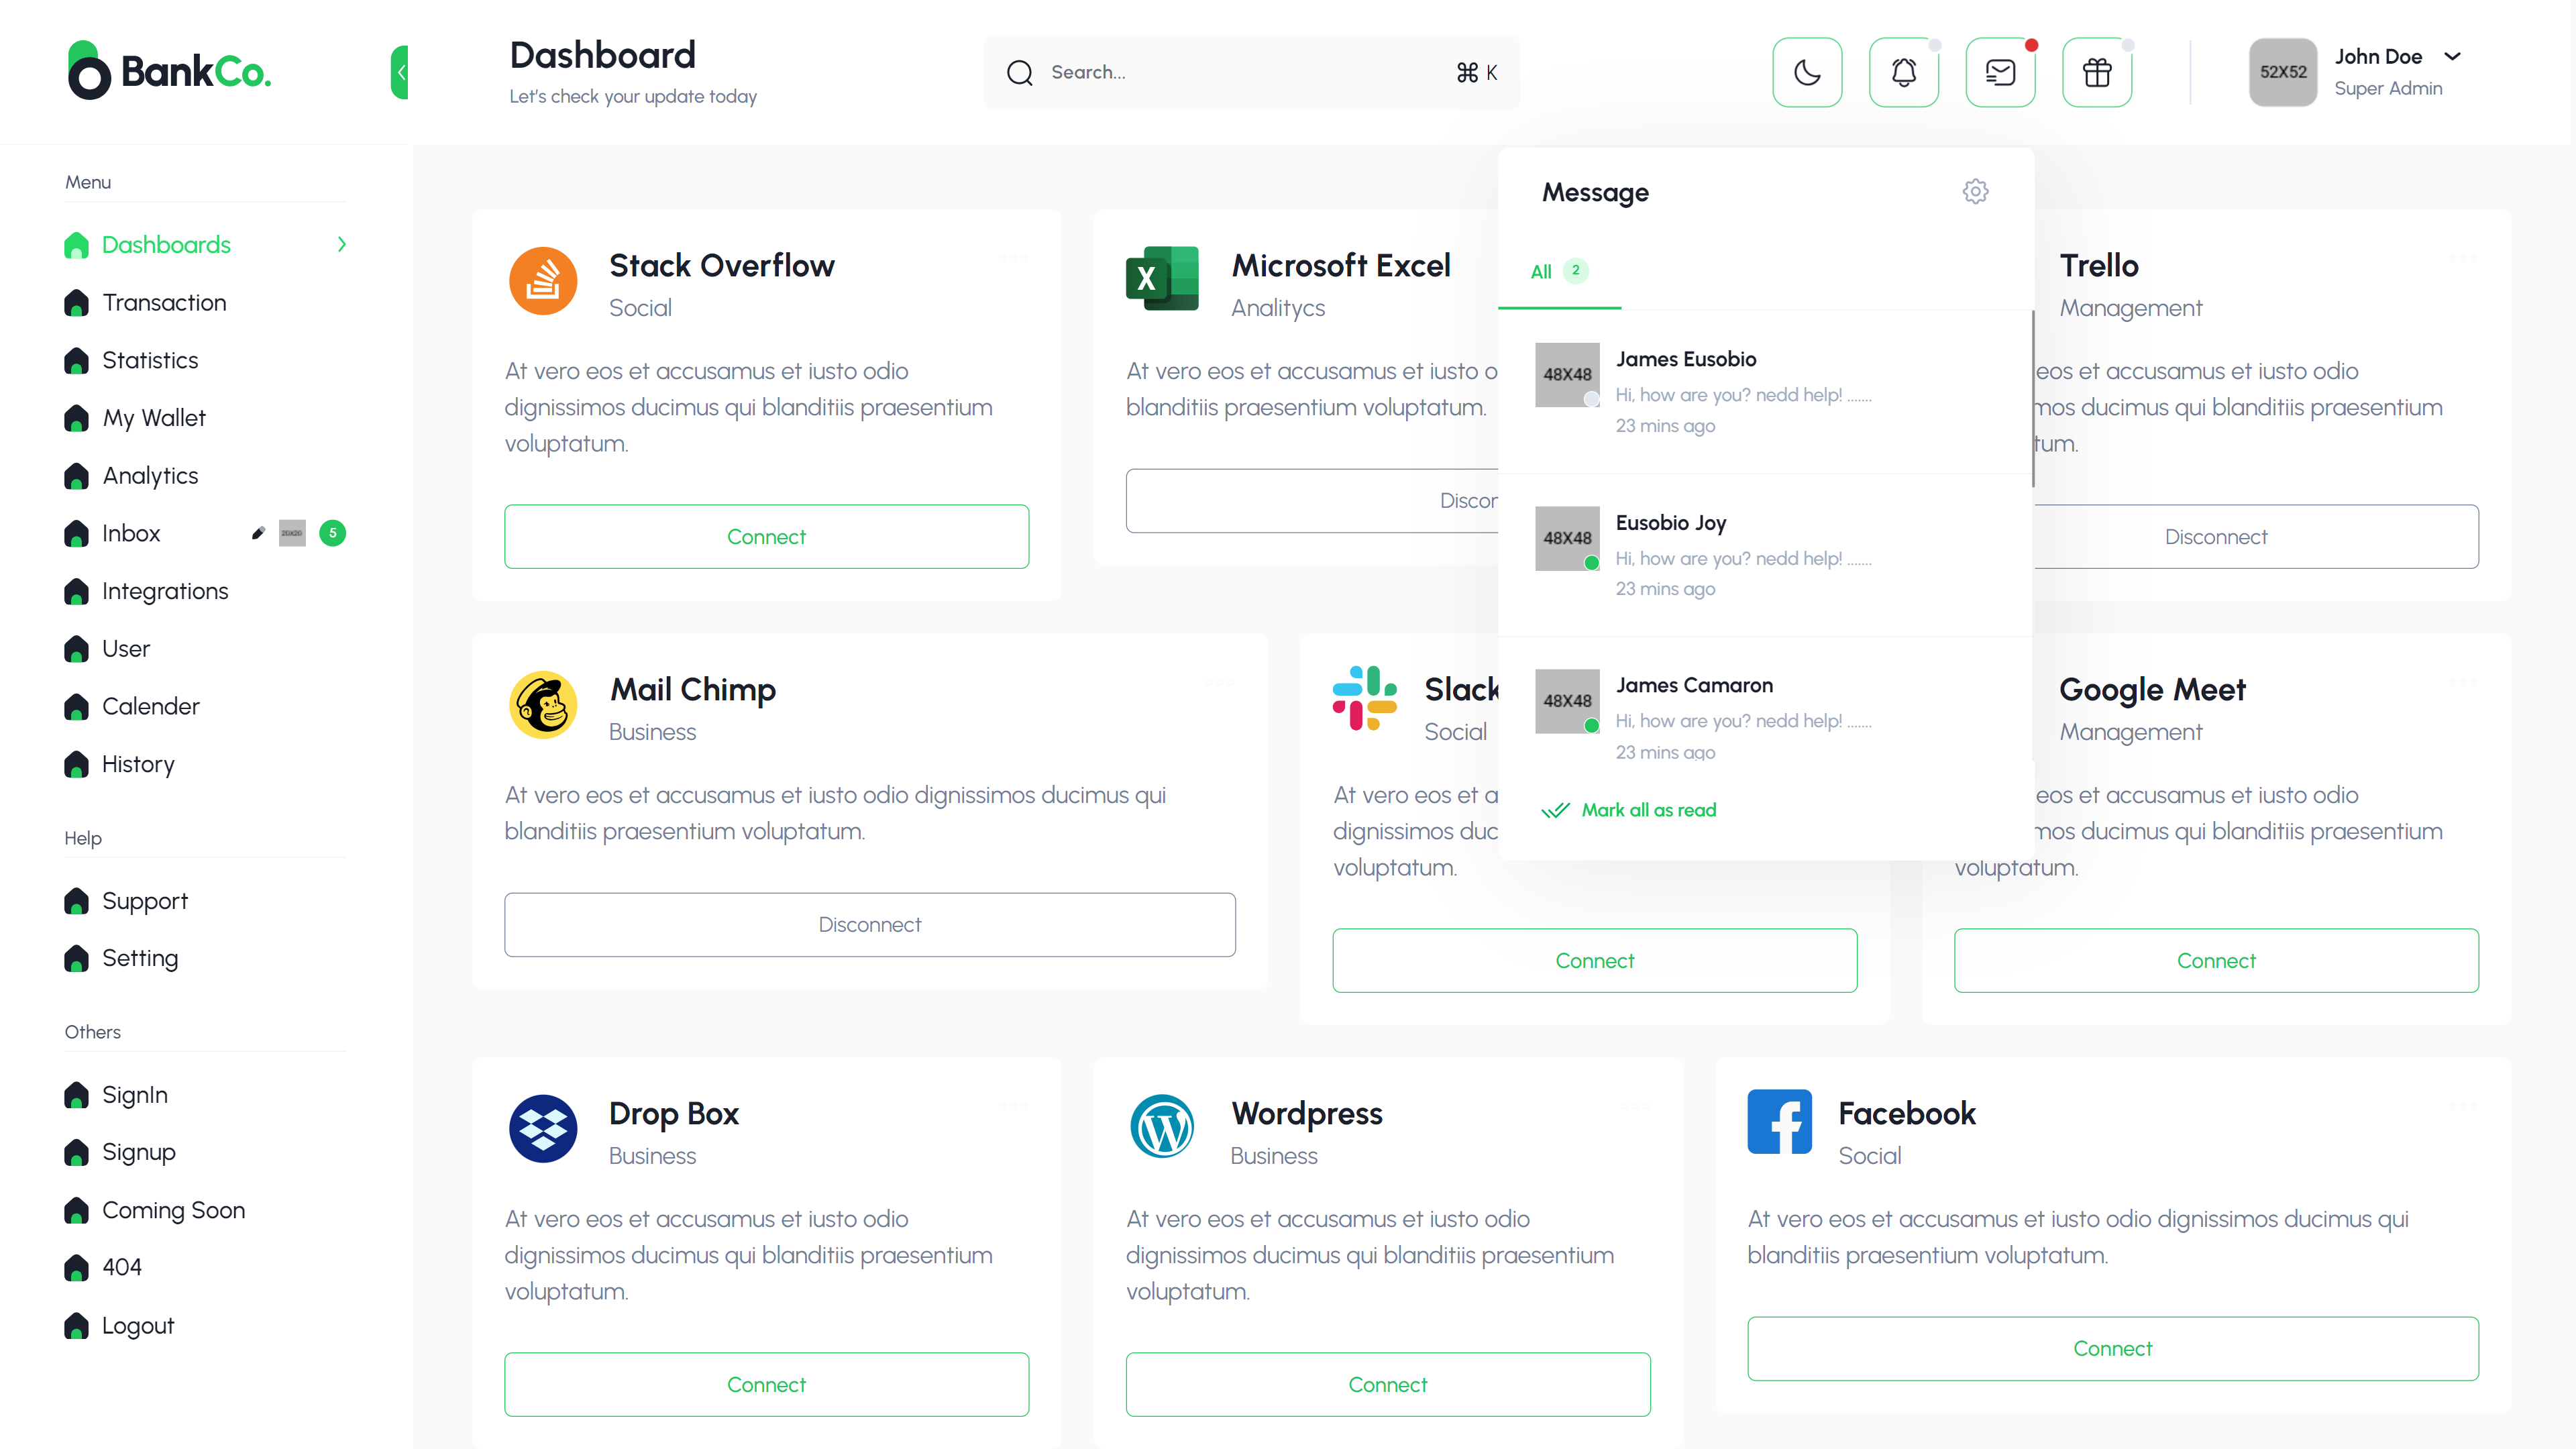 BankCo.
Dashboard
Let's check your update today
Search...
⌘ K
52X52
John Doe
Super Admin
Menu
Dashboards
Transaction
Statistics
My Wallet
Analytics
Inbox
5
Integrations
User
Calender
History
Help
Support
Setting
Others
SignIn
Signup
Coming Soon
404
Logout
Stack Overflow
Social
At vero eos et accusamus et iusto odio
dignissimos ducimus qui blanditiis praesentium
voluptatum.
Connect
Microsoft Excel
Analitycs
At vero eos et accusamus et iusto o
blanditiis praesentium voluptatum.
Discon
Message
All 2
48X48
James Eusobio
Hi, how are you? nedd help! .......
23 mins ago
48X48
Eusobio Joy
Hi, how are you? nedd help! .......
23 mins ago
48X48
James Camaron
Hi, how are you? nedd help! .......
23 mins ago
Mark all as read
Trello
Management
eos et accusamus et iusto odio
mos ducimus qui blanditiis praesentium
tum.
Disconnect
Mail Chimp
Business
At vero eos et accusamus et iusto odio dignissimos ducimus qui
blanditiis praesentium voluptatum.
Disconnect
Slack
Social
At vero eos et a
dignissimos duc
voluptatum.
Connect
Google Meet
Management
eos et accusamus et iusto odio
mos ducimus qui blanditiis praesentium
voluptatum.
Connect
Drop Box
Business
At vero eos et accusamus et iusto odio
dignissimos ducimus qui blanditiis praesentium
voluptatum.
Connect
Wordpress
Business
At vero eos et accusamus et iusto odio
dignissimos ducimus qui blanditiis praesentium
voluptatum.
Connect
Facebook
Social
At vero eos et accusamus et iusto odio dignissimos ducimus qui
blanditiis praesentium voluptatum.
Connect